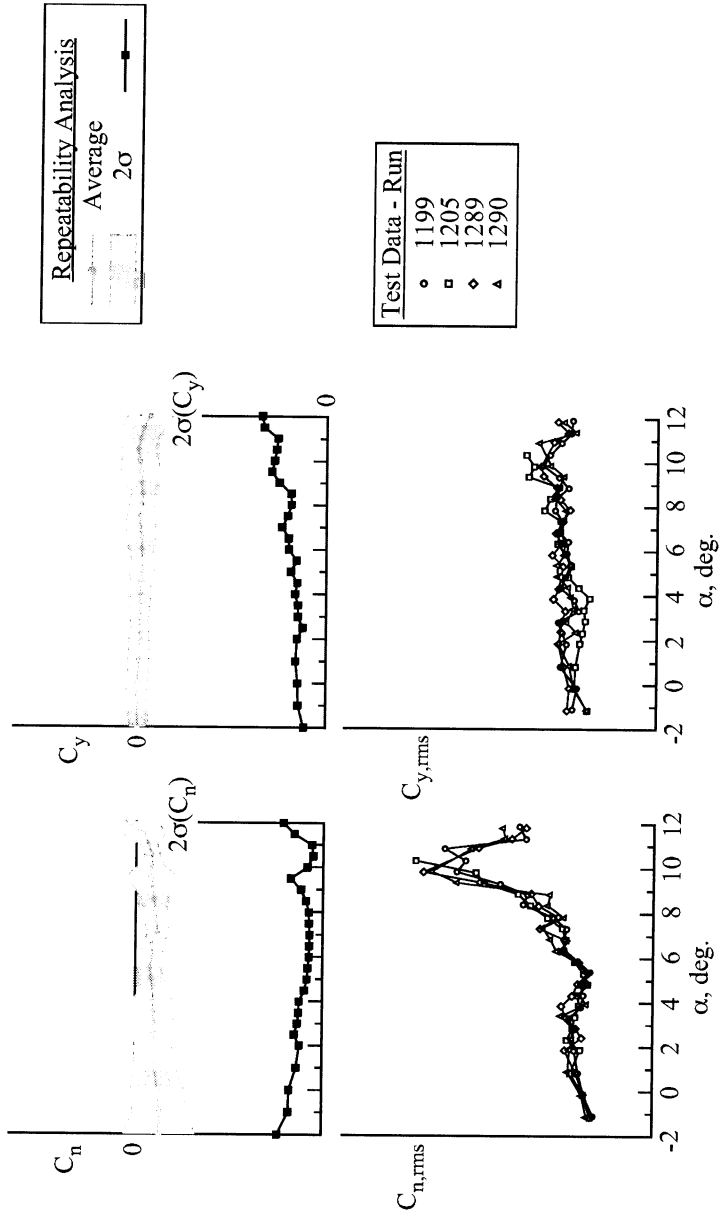 Repeatability Analysis
Average
2σ
Test Data - Run
1199
1205
1289
1290
C_n
0
2σ(C_n)
C_n,rms
-2 0 2 4 6 8 10 12
α, deg.
C_y
0
2σ(C_y)
0
C_y,rms
-2 0 2 4 6 8 10 12
α, deg.